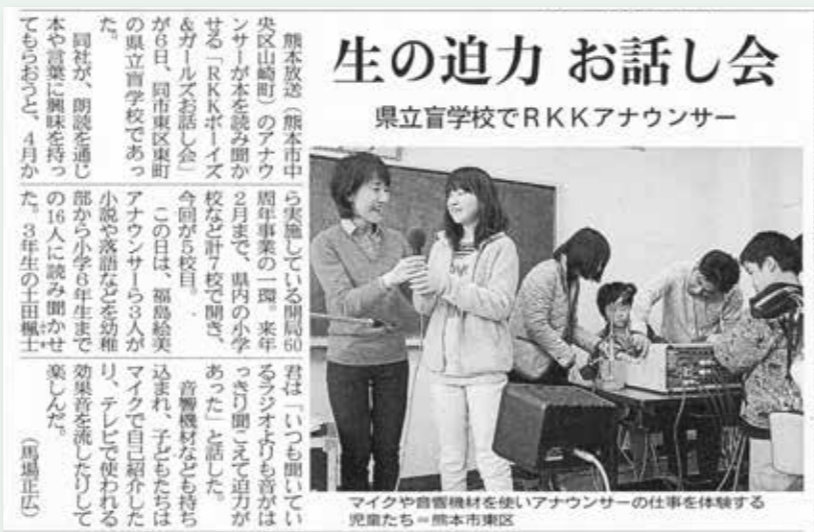 生の迫力 お話し会
県立盲学校でRKKアナウンサー
熊本放送(熊本市中
央区山崎町)のアナウ
ンサーが本を読み聞か
せる「RKKボーイズ
&ガールズお話し会」
が6日、同市東区東町
の県立盲学校であっ
た。
同社が、朗読を通じ
本や言葉に興味を持っ
てもらおうと、4月か
ら実施している開局60
周年事業の一環。来年
2月まで、県内の小学
校など計7校で開き、
今回が5校目。
この日は、福島絵美
アナウンサーら3人が
小説や落語などを幼稚
部から小学6年生まで
の16人に読み聞かせ
た。3年生の土田楓士
君は「いつも聞いてい
るラジオよりも音がは
っきり聞こえて迫力が
あった」と話した。
音響機材なども持ち
込まれ、子どもたちは
マイクで自己紹介した
り、テレビで使われる
効果音を流したりして
楽しんだ。
(馬場正広)
マイクや音響機材を使いアナウンサーの仕事を体験する
児童たち=熊本市東区